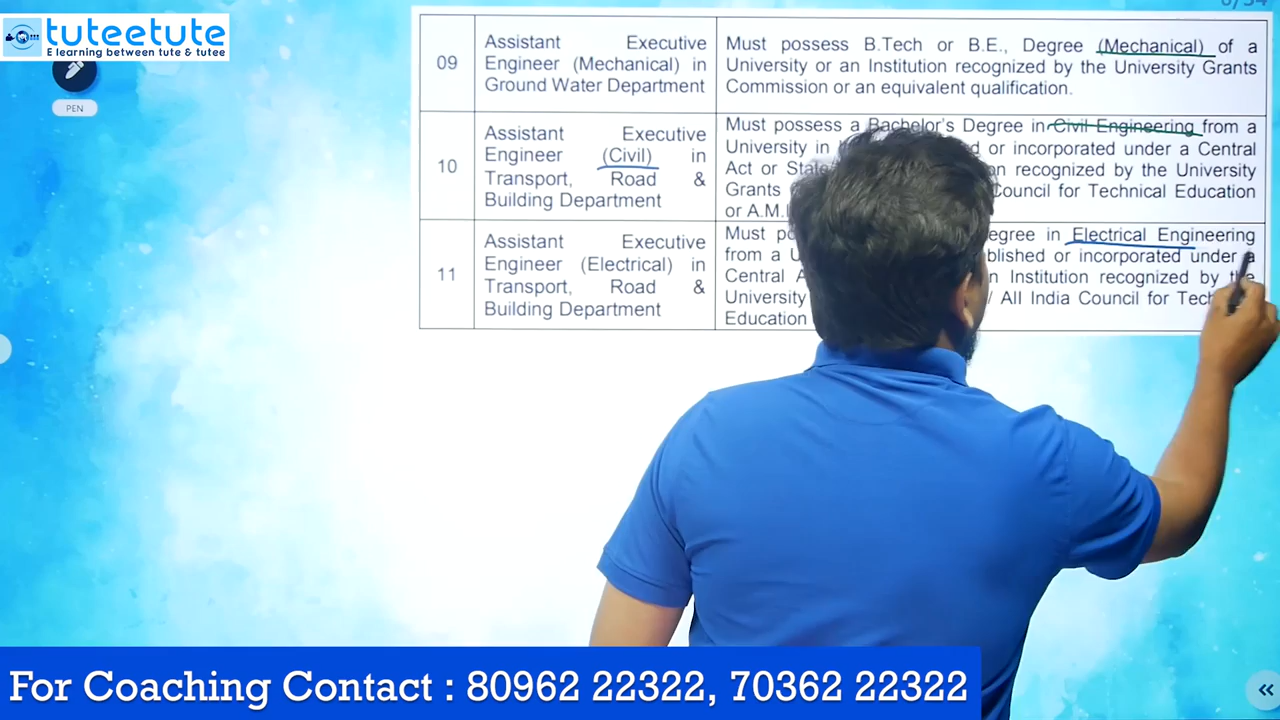 6/54
tuteetute
E learning between tute & tutee
PEN
09
Assistant Executive
Engineer (Mechanical) in
Ground Water Department
Must possess B.Tech or B.E., Degree (Mechanical) of a
University or an Institution recognized by the University Grants
Commission or an equivalent qualification.
10
Assistant Executive
Engineer (Civil) in
Transport, Road &
Building Department
Must possess a Bachelor's Degree in Civil Engineering from a
University in or incorporated under a Central
Act or State recognized by the University
Grants Council for Technical Education
or
11
Assistant Executive
Engineer (Electrical) in
Transport, Road &
Building Department
Must in Electrical Engineering
from a or incorporated under a
Central Institution recognized by the
University / All India Council for
Education
For Coaching Contact : 80962 22322, 70362 22322